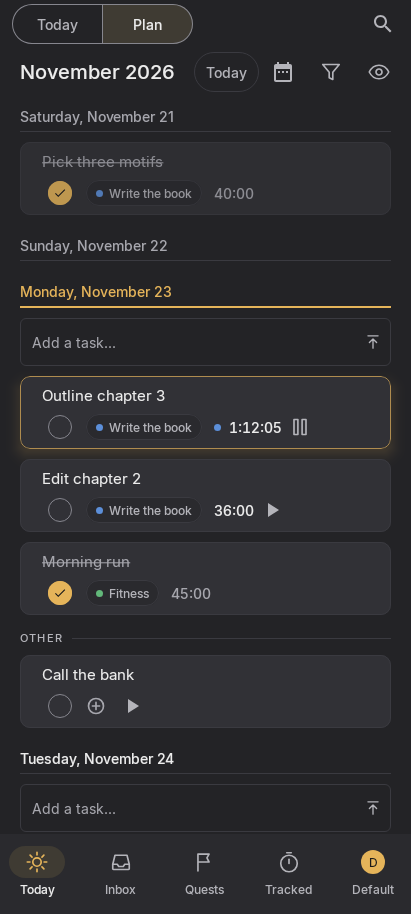 Today Plan
November 2026 Today
Saturday, November 21
Pick three motifs
Write the book 40:00
Sunday, November 22
Monday, November 23
Add a task...
Outline chapter 3
Write the book 1:12:05
Edit chapter 2
Write the book 36:00
Morning run
Fitness 45:00
OTHER
Call the bank
Tuesday, November 24
Add a task...
D
Today Inbox Quests Tracked Default